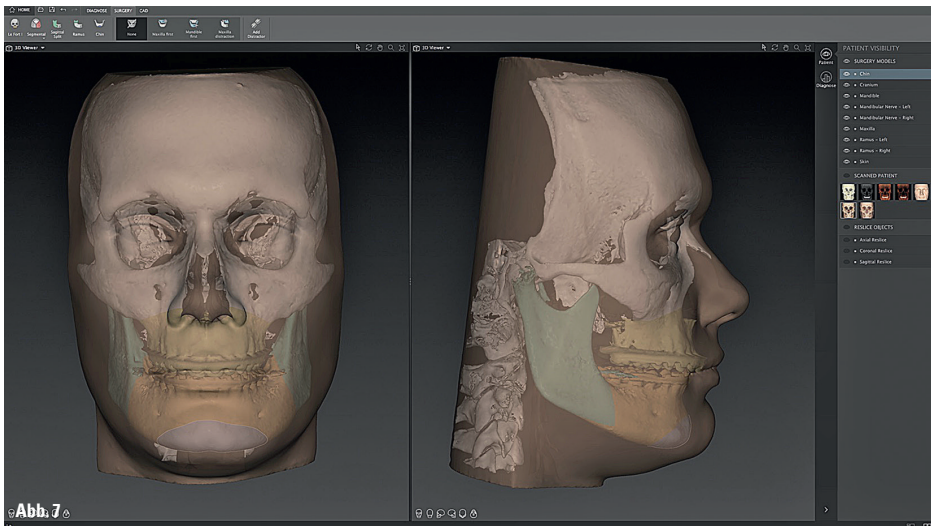 HOME
DIAGNOSE SURGERY CAD
Le Fort I Segmental Sagittal Split Ramus Chin None Maxilla first Mandible first Maxilla distraction Add Distractor
3D Viewer
3D Viewer
Patient
Diagnose
PATIENT VISIBILITY
SURGERY MODELS
Chin
Cranium
Mandible
Mandibular Nerve - Left
Mandibular Nerve - Right
Maxilla
Ramus - Left
Ramus - Right
Skin
SCANNED PATIENT
RESLICE OBJECTS
Axial Reslice
Coronal Reslice
Sagittal Reslice
Abb. 7